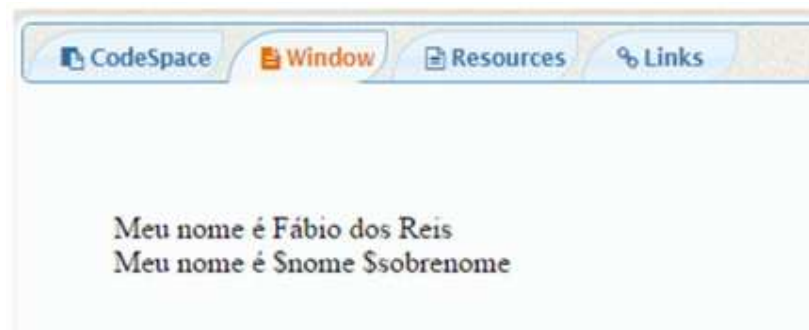 CodeSpace Window Resources Links
Meu nome é Fábio dos Reis
Meu nome é $nome $sobrenome